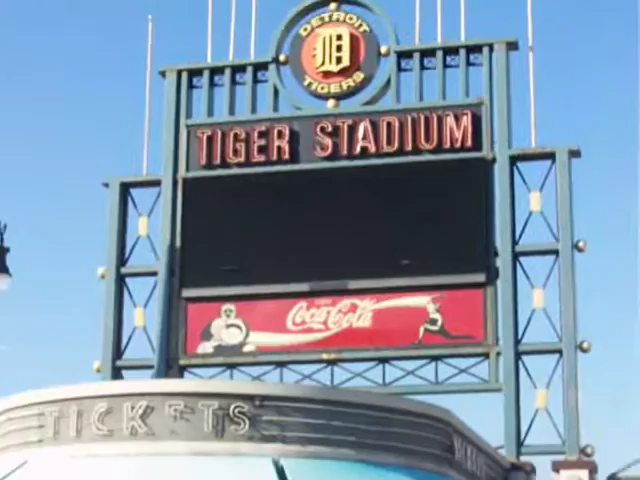 DETROIT
D
TIGERS
TIGER STADIUM
Coca-Cola
TICKETS